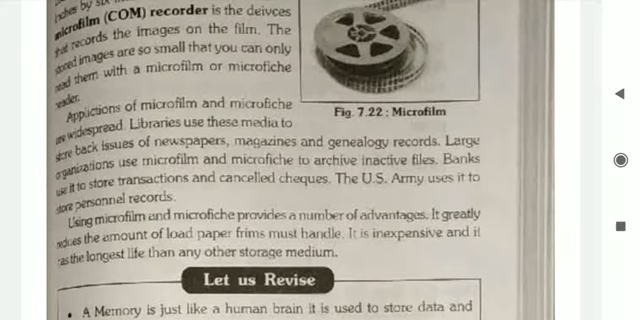 inches by six
microfilm (COM) recorder is the deivces
that records the images on the film. The
stored images are so small that you can only
read them with a microfilm or microfiche
reader.
Applictions of microfilm and microfiche
are widespread. Libraries use these media to
store back issues of newspapers, magazines and genealogy records. Large
organizations use microfilm and microfiche to archive inactive files. Banks
use it to store transactions and cancelled cheques. The U.S. Army uses it to
store personnel records.
Using microfilm and microfiche provides a number of advantages. It greatly
reduces the amount of load paper frims must handle. It is inexpensive and it
has the longest life than any other storage medium.
Fig. 7.22 : Microfilm
Let us Revise
• A Memory is just like a human brain it is used to store data and